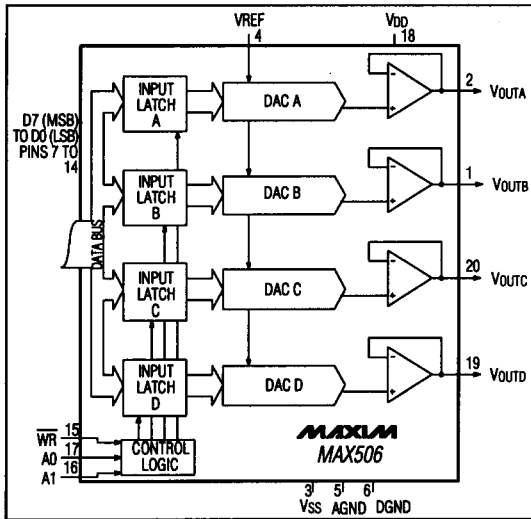 VREF
4
VDD
18
INPUT
LATCH
A
DAC A
2
VOUTA
D7 (MSB)
TO D0 (LSB)
PINS 7 TO
14
INPUT
LATCH
B
DAC B
1
VOUTB
DATA BUS
INPUT
LATCH
C
DAC C
20
VOUTC
INPUT
LATCH
D
DAC D
19
VOUTD
WR 15
A0 17
A1 16
CONTROL
LOGIC
MAXIM
MAX506
3 5 6
VSS AGND DGND